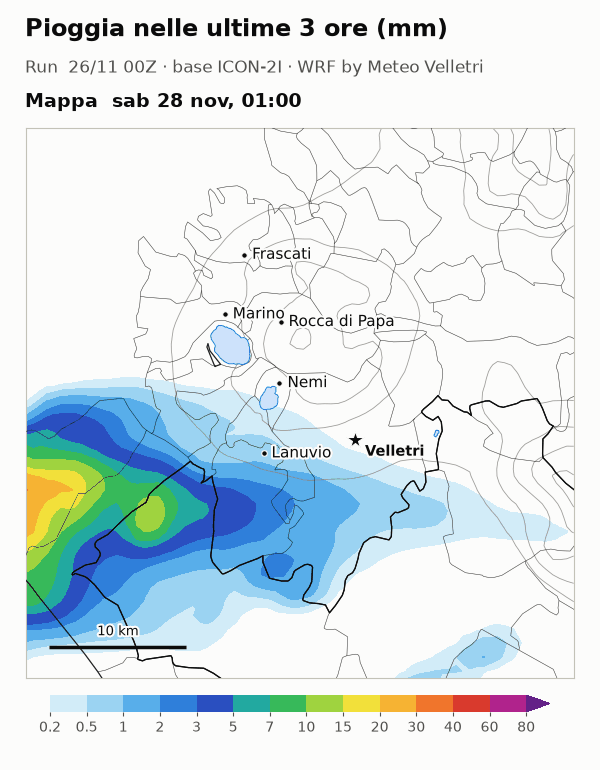 Pioggia nelle ultime 3 ore (mm)
Run 26/11 00Z · base ICON-2I · WRF by Meteo Velletri
Mappa sab 28 nov, 01:00
Frascati
Marino
Rocca di Papa
Nemi
Velletri
Lanuvio
10 km
0.2 0.5 1 2 3 5 7 10 15 20 30 40 60 80